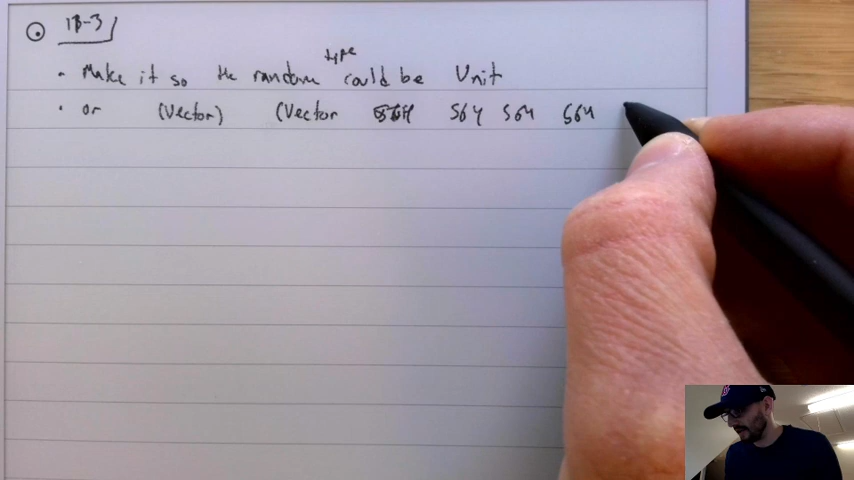 1B-3
• Make it so the random type could be Unit
• or (Vector) (Vector S64 S64 S64